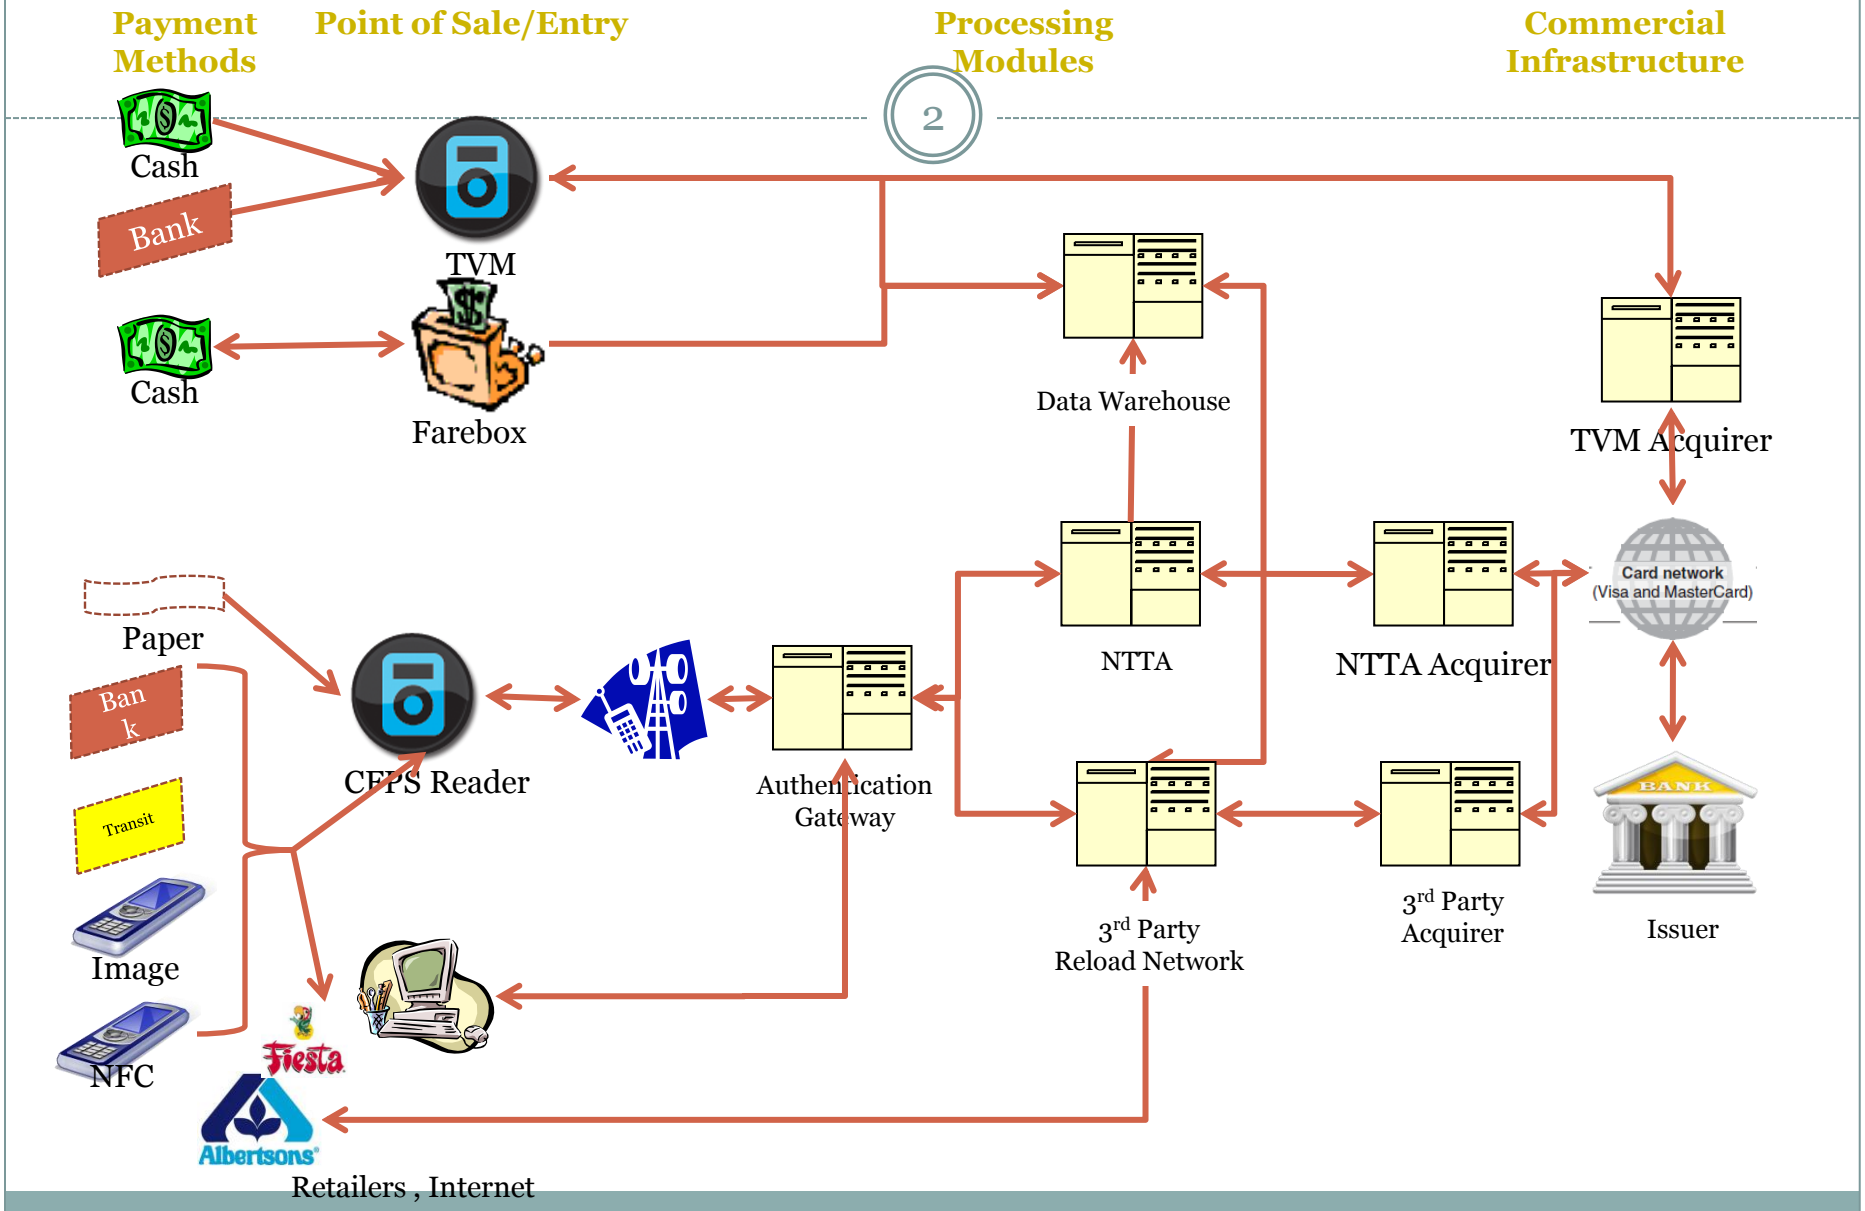 Payment
Methods
Point of Sale/Entry
Processing
Modules
Commercial
Infrastructure
2
Cash
Bank
TVM
Cash
Farebox
Data Warehouse
TVM Acquirer
Paper
Ban
k
Transit
Image
NFC
CFPS Reader
Authentication
Gateway
NTTA
NTTA Acquirer
Card network
(Visa and MasterCard)
BANK
Issuer
3rd Party
Reload Network
3rd Party
Acquirer
Fiesta
Albertsons
Retailers , Internet